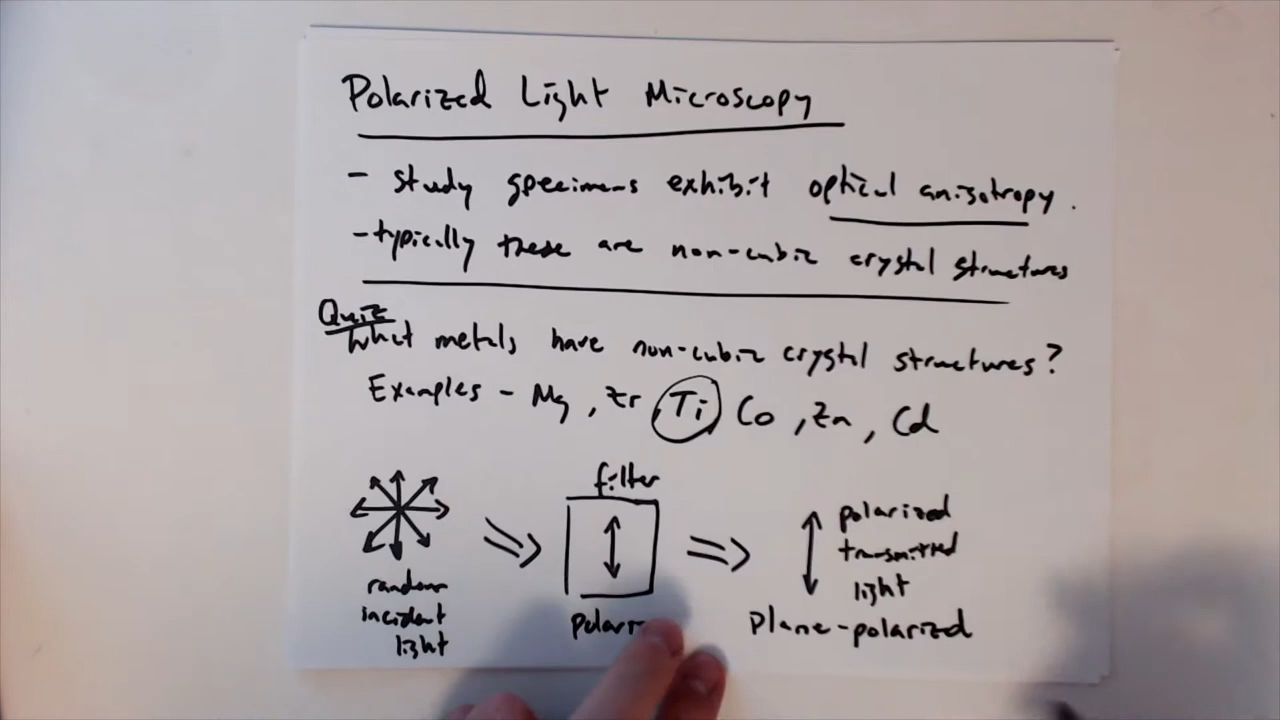 Polarized Light Microscopy
- study specimens exhibit optical anisotropy.
- typically these are non-cubic crystal structures
Quiz
What metals have non-cubic crystal structures?
Examples - Mg, Zr, Ti Co, Zn, Cd
filter
random
incident
light
polarized
transmitted
light
plane-polarized